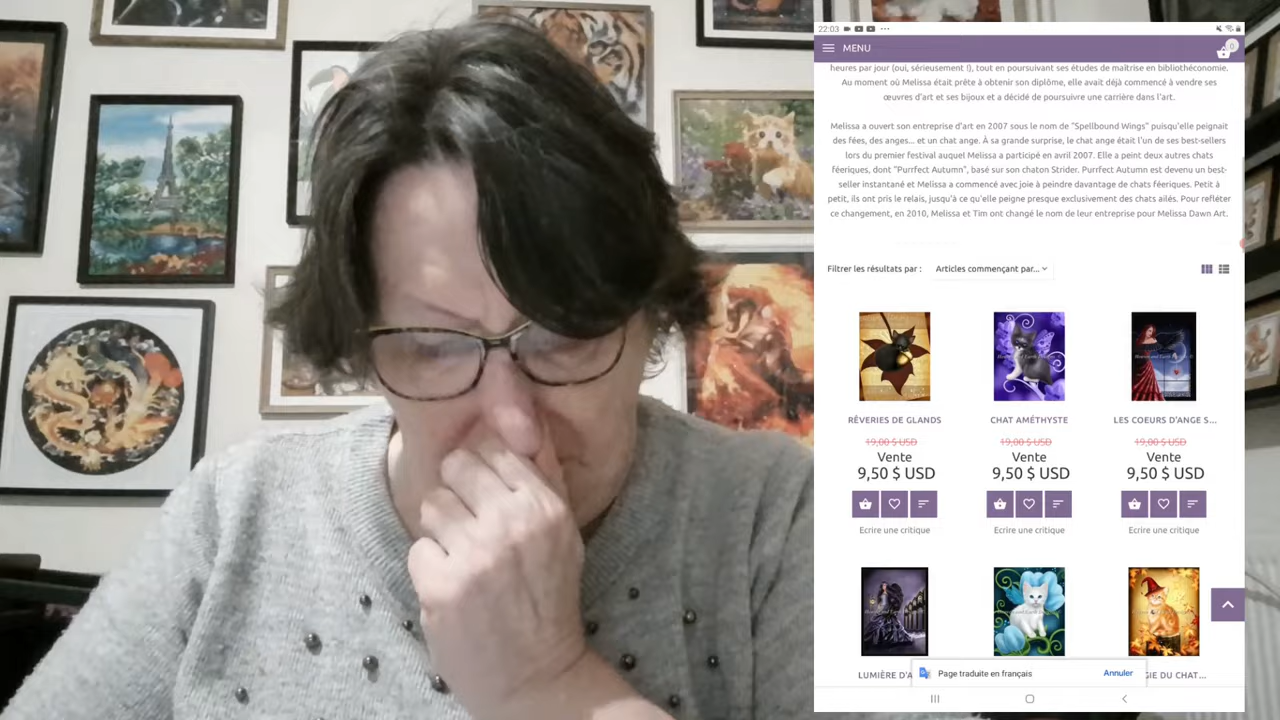 22:03
MENU
0
heures par jour (oui, sérieusement !), tout en poursuivant ses études de maîtrise en bibliothéconomie.
Au moment où Melissa était prête à obtenir son diplôme, elle avait déjà commencé à vendre ses
œuvres d'art et ses bijoux et a décidé de poursuivre une carrière dans l'art.
Melissa a ouvert son entreprise d'art en 2007 sous le nom de "Spellbound Wings" puisqu'elle peignait
des fées, des anges... et un chat ange. À sa grande surprise, le chat ange était l'un de ses best-sellers
lors du premier festival auquel Melissa a participé en avril 2007. Elle a peint deux autres chats
féeriques, dont "Purrfect Autumn", basé sur son chaton Strider. Purrfect Autumn est devenu un best-
seller instantané et Melissa a commencé avec joie à peindre davantage de chats féeriques. Petit à
petit, ils ont pris le relais, jusqu'à ce qu'elle peigne presque exclusivement des chats ailés. Pour refléter
ce changement, en 2010, Melissa et Tim ont changé le nom de leur entreprise pour Melissa Dawn Art.
Filtrer les résultats par : Articles commençant par...
RÊVERIES DE GLANDS CHAT AMÉTHYSTE LES COEURS D'ANGE S...
19,00 $ USD 19,00 $ USD 19,00 $ USD
Vente Vente Vente
9,50 $ USD 9,50 $ USD 9,50 $ USD
Ecrire une critique Ecrire une critique Ecrire une critique
Page traduite en français Annuler
LUMIÈRE D'A GIE DU CHAT...